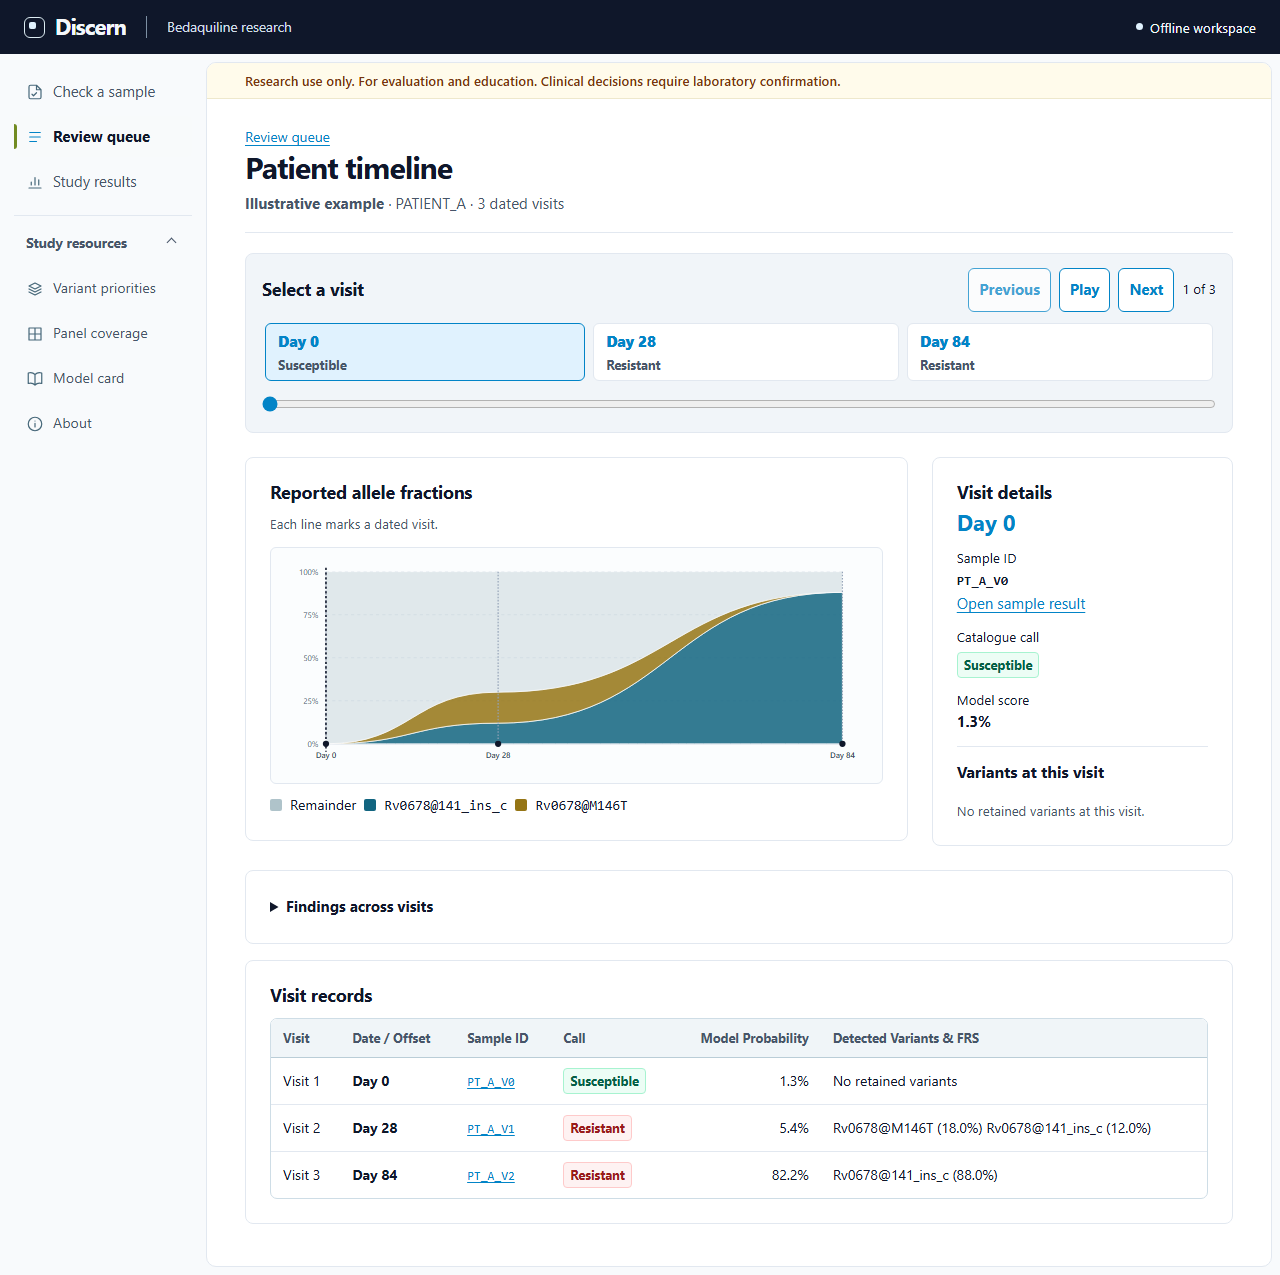 Discern
Bedaquiline research
Offline workspace
Check a sample
Review queue
Study results
Study resources
Variant priorities
Panel coverage
Model card
About
Research use only. For evaluation and education. Clinical decisions require laboratory confirmation.
Review queue
Patient timeline
Illustrative example · PATIENT_A · 3 dated visits
Select a visit
Previous Play Next 1 of 3
Day 0
Susceptible
Day 28
Resistant
Day 84
Resistant
Reported allele fractions
Each line marks a dated visit.
100%
75%
50%
25%
0%
Day 0 Day 28 Day 84
Remainder Rv0678@141_ins_c Rv0678@M146T
Visit details
Day 0
Sample ID
PT_A_V0
Open sample result
Catalogue call
Susceptible
Model score
1.3%
Variants at this visit
No retained variants at this visit.
Findings across visits
Visit records
Visit Date / Offset Sample ID Call Model Probability Detected Variants & FRS
Visit 1 Day 0 PT_A_V0 Susceptible 1.3% No retained variants
Visit 2 Day 28 PT_A_V1 Resistant 5.4% Rv0678@M146T (18.0%) Rv0678@141_ins_c (12.0%)
Visit 3 Day 84 PT_A_V2 Resistant 82.2% Rv0678@141_ins_c (88.0%)